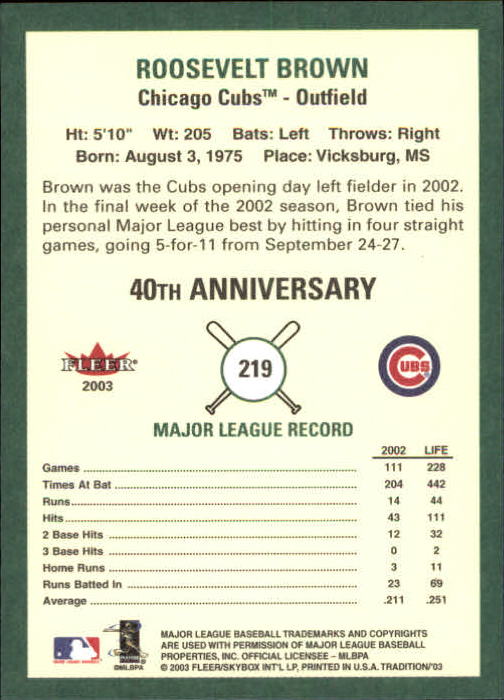 ROOSEVELT BROWN
Chicago Cubs™ - Outfield
Ht: 5'10" Wt: 205 Bats: Left Throws: Right
Born: August 3, 1975 Place: Vicksburg, MS
Brown was the Cubs opening day left fielder in 2002.
In the final week of the 2002 season, Brown tied his
personal Major League best by hitting in four straight
games, going 5-for-11 from September 24-27.
40TH ANNIVERSARY
FLEER®
2003
219
CUBS
MAJOR LEAGUE RECORD
2002 LIFE
Games 111 228
Times At Bat 204 442
Runs 14 44
Hits 43 111
2 Base Hits 12 32
3 Base Hits 0 2
Home Runs 3 11
Runs Batted In 23 69
Average .211 .251
©MLBPA
MAJOR LEAGUE BASEBALL TRADEMARKS AND COPYRIGHTS
ARE USED WITH PERMISSION OF MAJOR LEAGUE BASEBALL
PROPERTIES, INC. OFFICIAL LICENSEE - MLBPA
© 2003 FLEER/SKYBOX INT'L LP, PRINTED IN U.S.A. TRADITION/'03